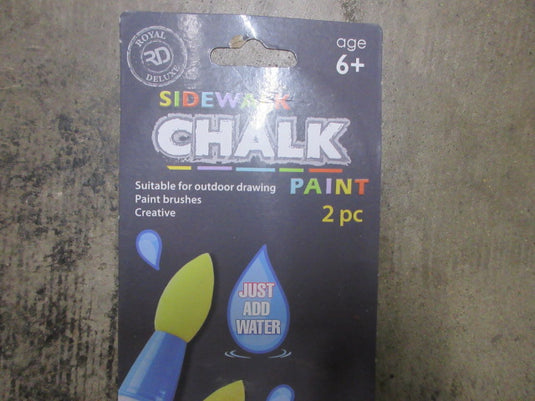 ROYAL
RD
DELUXE
age
6+
SIDEWALK
CHALK
PAINT
Suitable for outdoor drawing
Paint brushes
Creative
2 pc
JUST
ADD
WATER